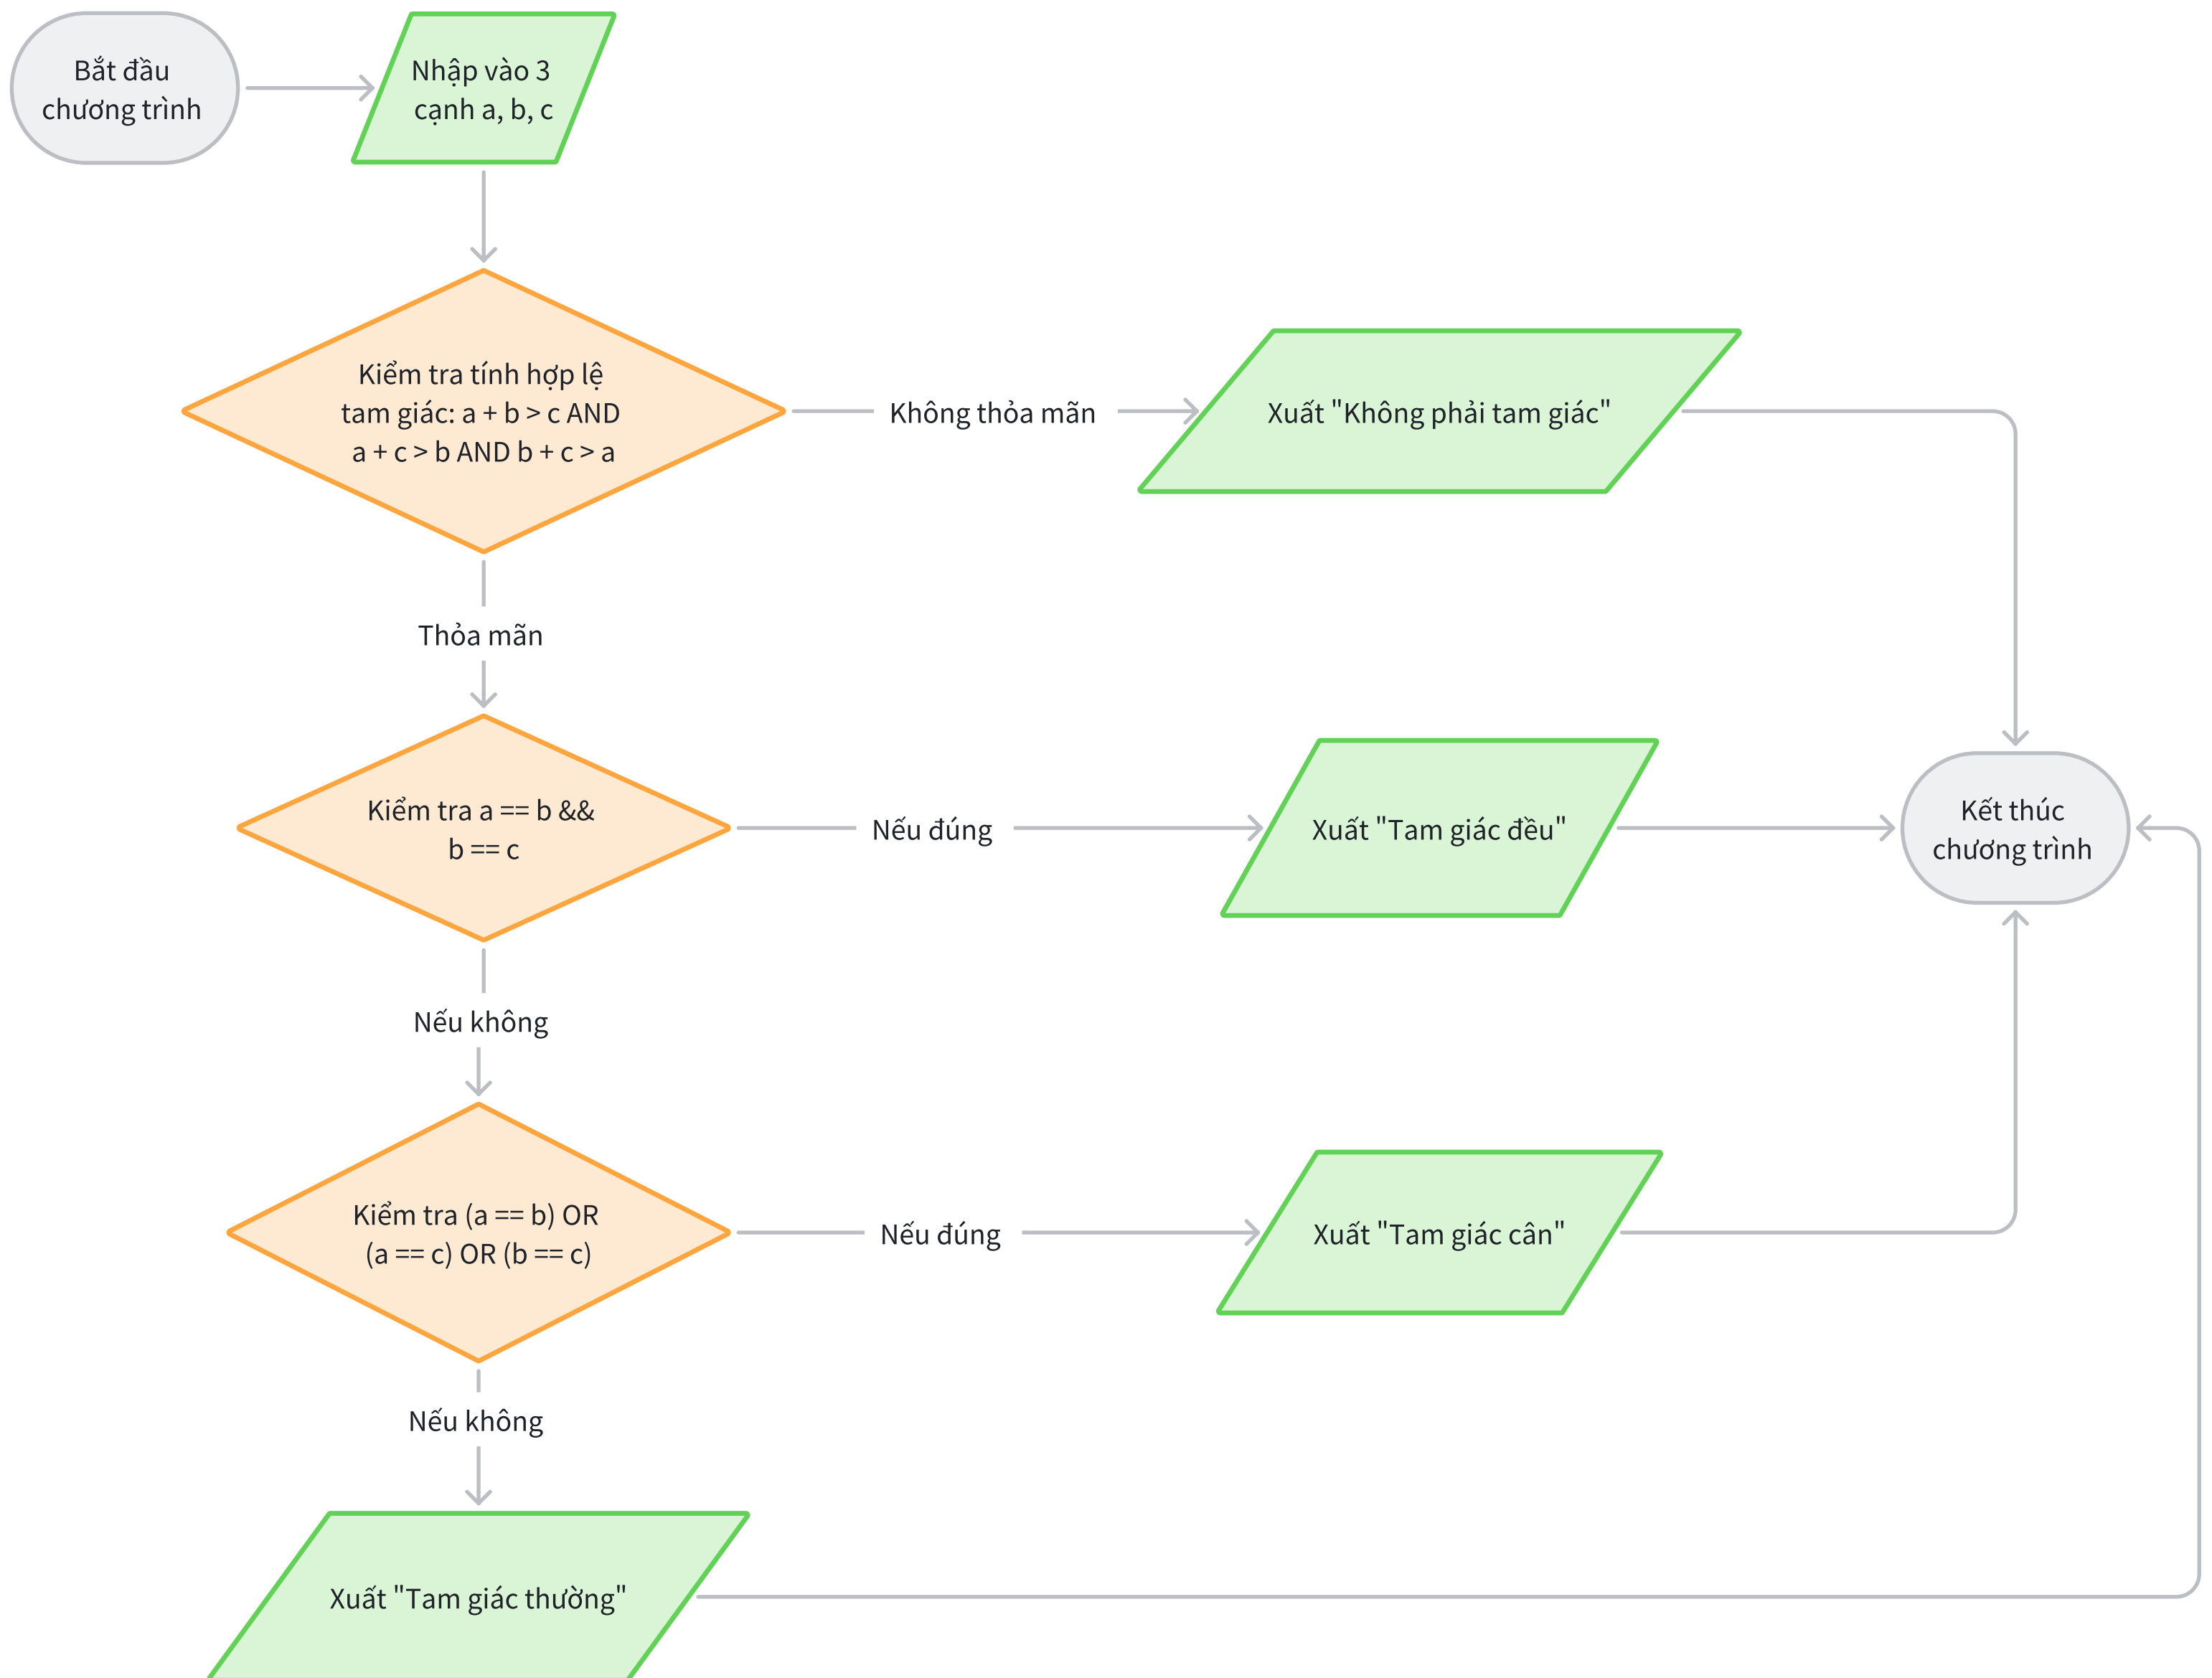 Bắt đầu
chương trình
Nhập vào 3
cạnh a, b, c
Kiểm tra tính hợp lệ
tam giác: a + b > c AND
a + c > b AND b + c > a
Không thỏa mãn
Xuất "Không phải tam giác"
Thỏa mãn
Kiểm tra a == b &&
b == c
Nếu đúng
Xuất "Tam giác đều"
Kết thúc
chương trình
Nếu không
Kiểm tra (a == b) OR
(a == c) OR (b == c)
Nếu đúng
Xuất "Tam giác cân"
Nếu không
Xuất "Tam giác thường"